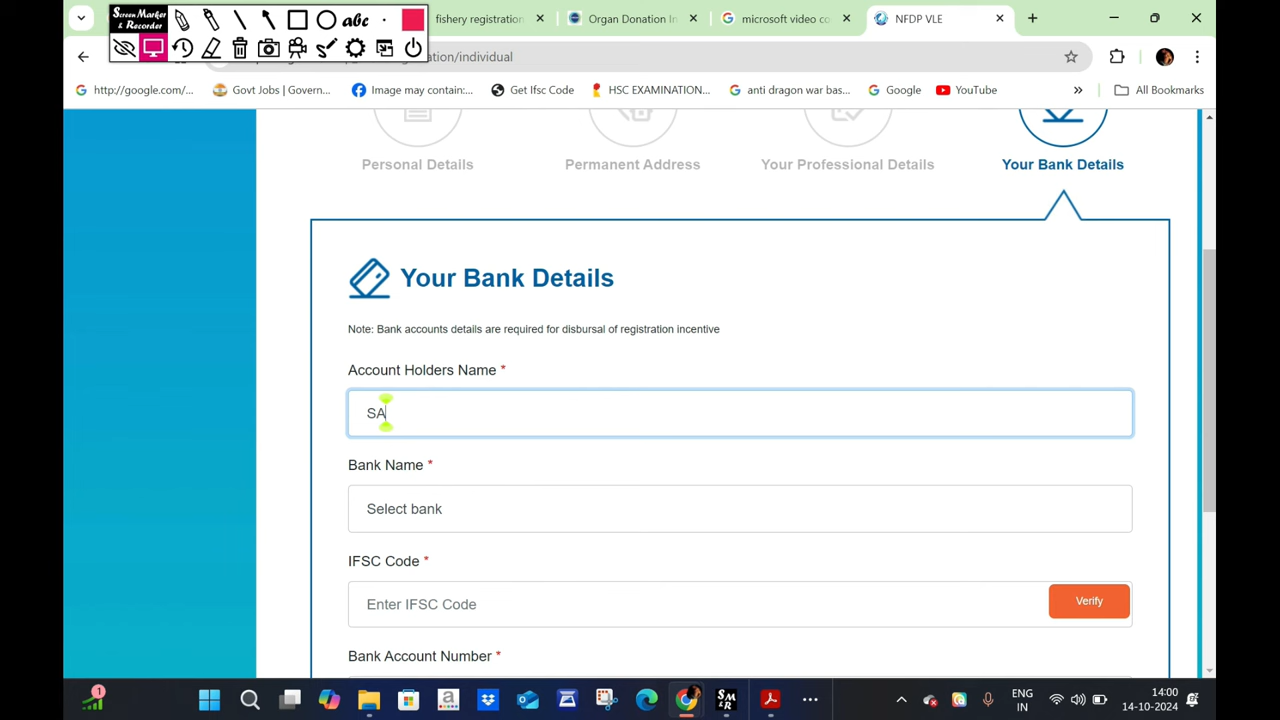 Screen Marker & Recorder
abc
fishery registration
Organ Donation In
microsoft video co
NFDP VLE
ation/individual
http://google.com/...
Govt Jobs | Govern...
Image may contain:...
Get Ifsc Code
HSC EXAMINATION...
anti dragon war bas...
Google
YouTube
»
All Bookmarks
Personal Details
Permanent Address
Your Professional Details
Your Bank Details
Your Bank Details
Note: Bank accounts details are required for disbursal of registration incentive
Account Holders Name *
SA
Bank Name *
Select bank
IFSC Code *
Enter IFSC Code
Verify
Bank Account Number *
1
a
S M & R
ENG IN
14:00
14-10-2024